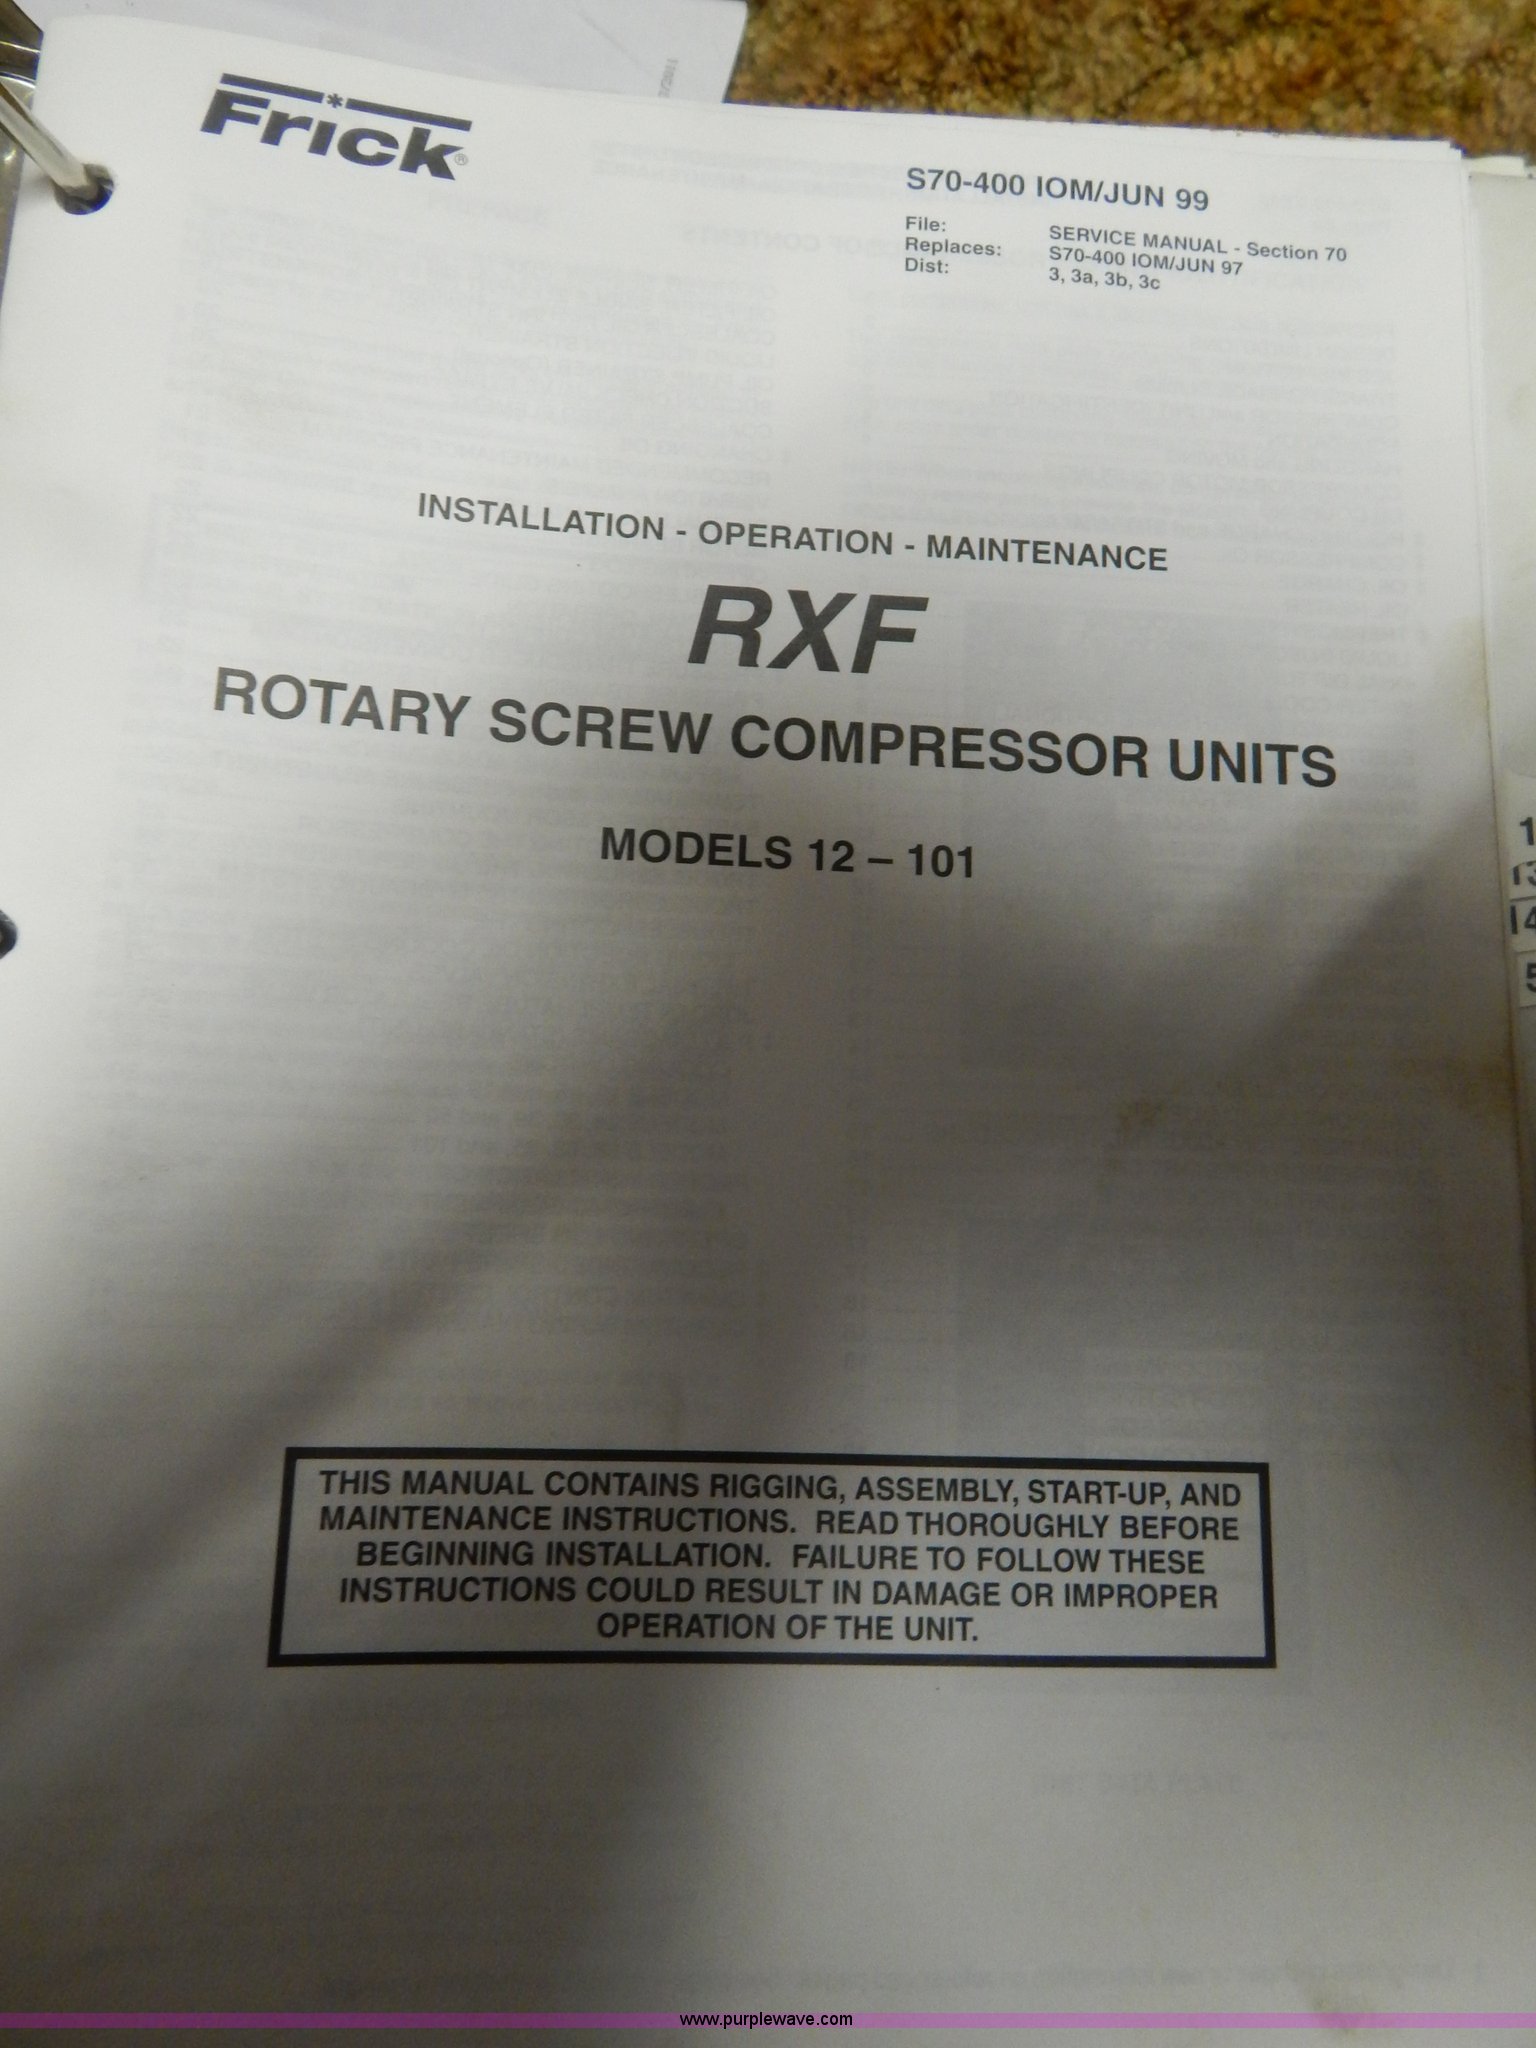 Frick®
S70-400 IOM/JUN 99
File: SERVICE MANUAL - Section 70
Replaces: S70-400 IOM/JUN 97
Dist: 3, 3a, 3b, 3c
INSTALLATION - OPERATION - MAINTENANCE
RXF
ROTARY SCREW COMPRESSOR UNITS
MODELS 12 – 101
THIS MANUAL CONTAINS RIGGING, ASSEMBLY, START-UP, AND
MAINTENANCE INSTRUCTIONS. READ THOROUGHLY BEFORE
BEGINNING INSTALLATION. FAILURE TO FOLLOW THESE
INSTRUCTIONS COULD RESULT IN DAMAGE OR IMPROPER
OPERATION OF THE UNIT.
www.purplewave.com